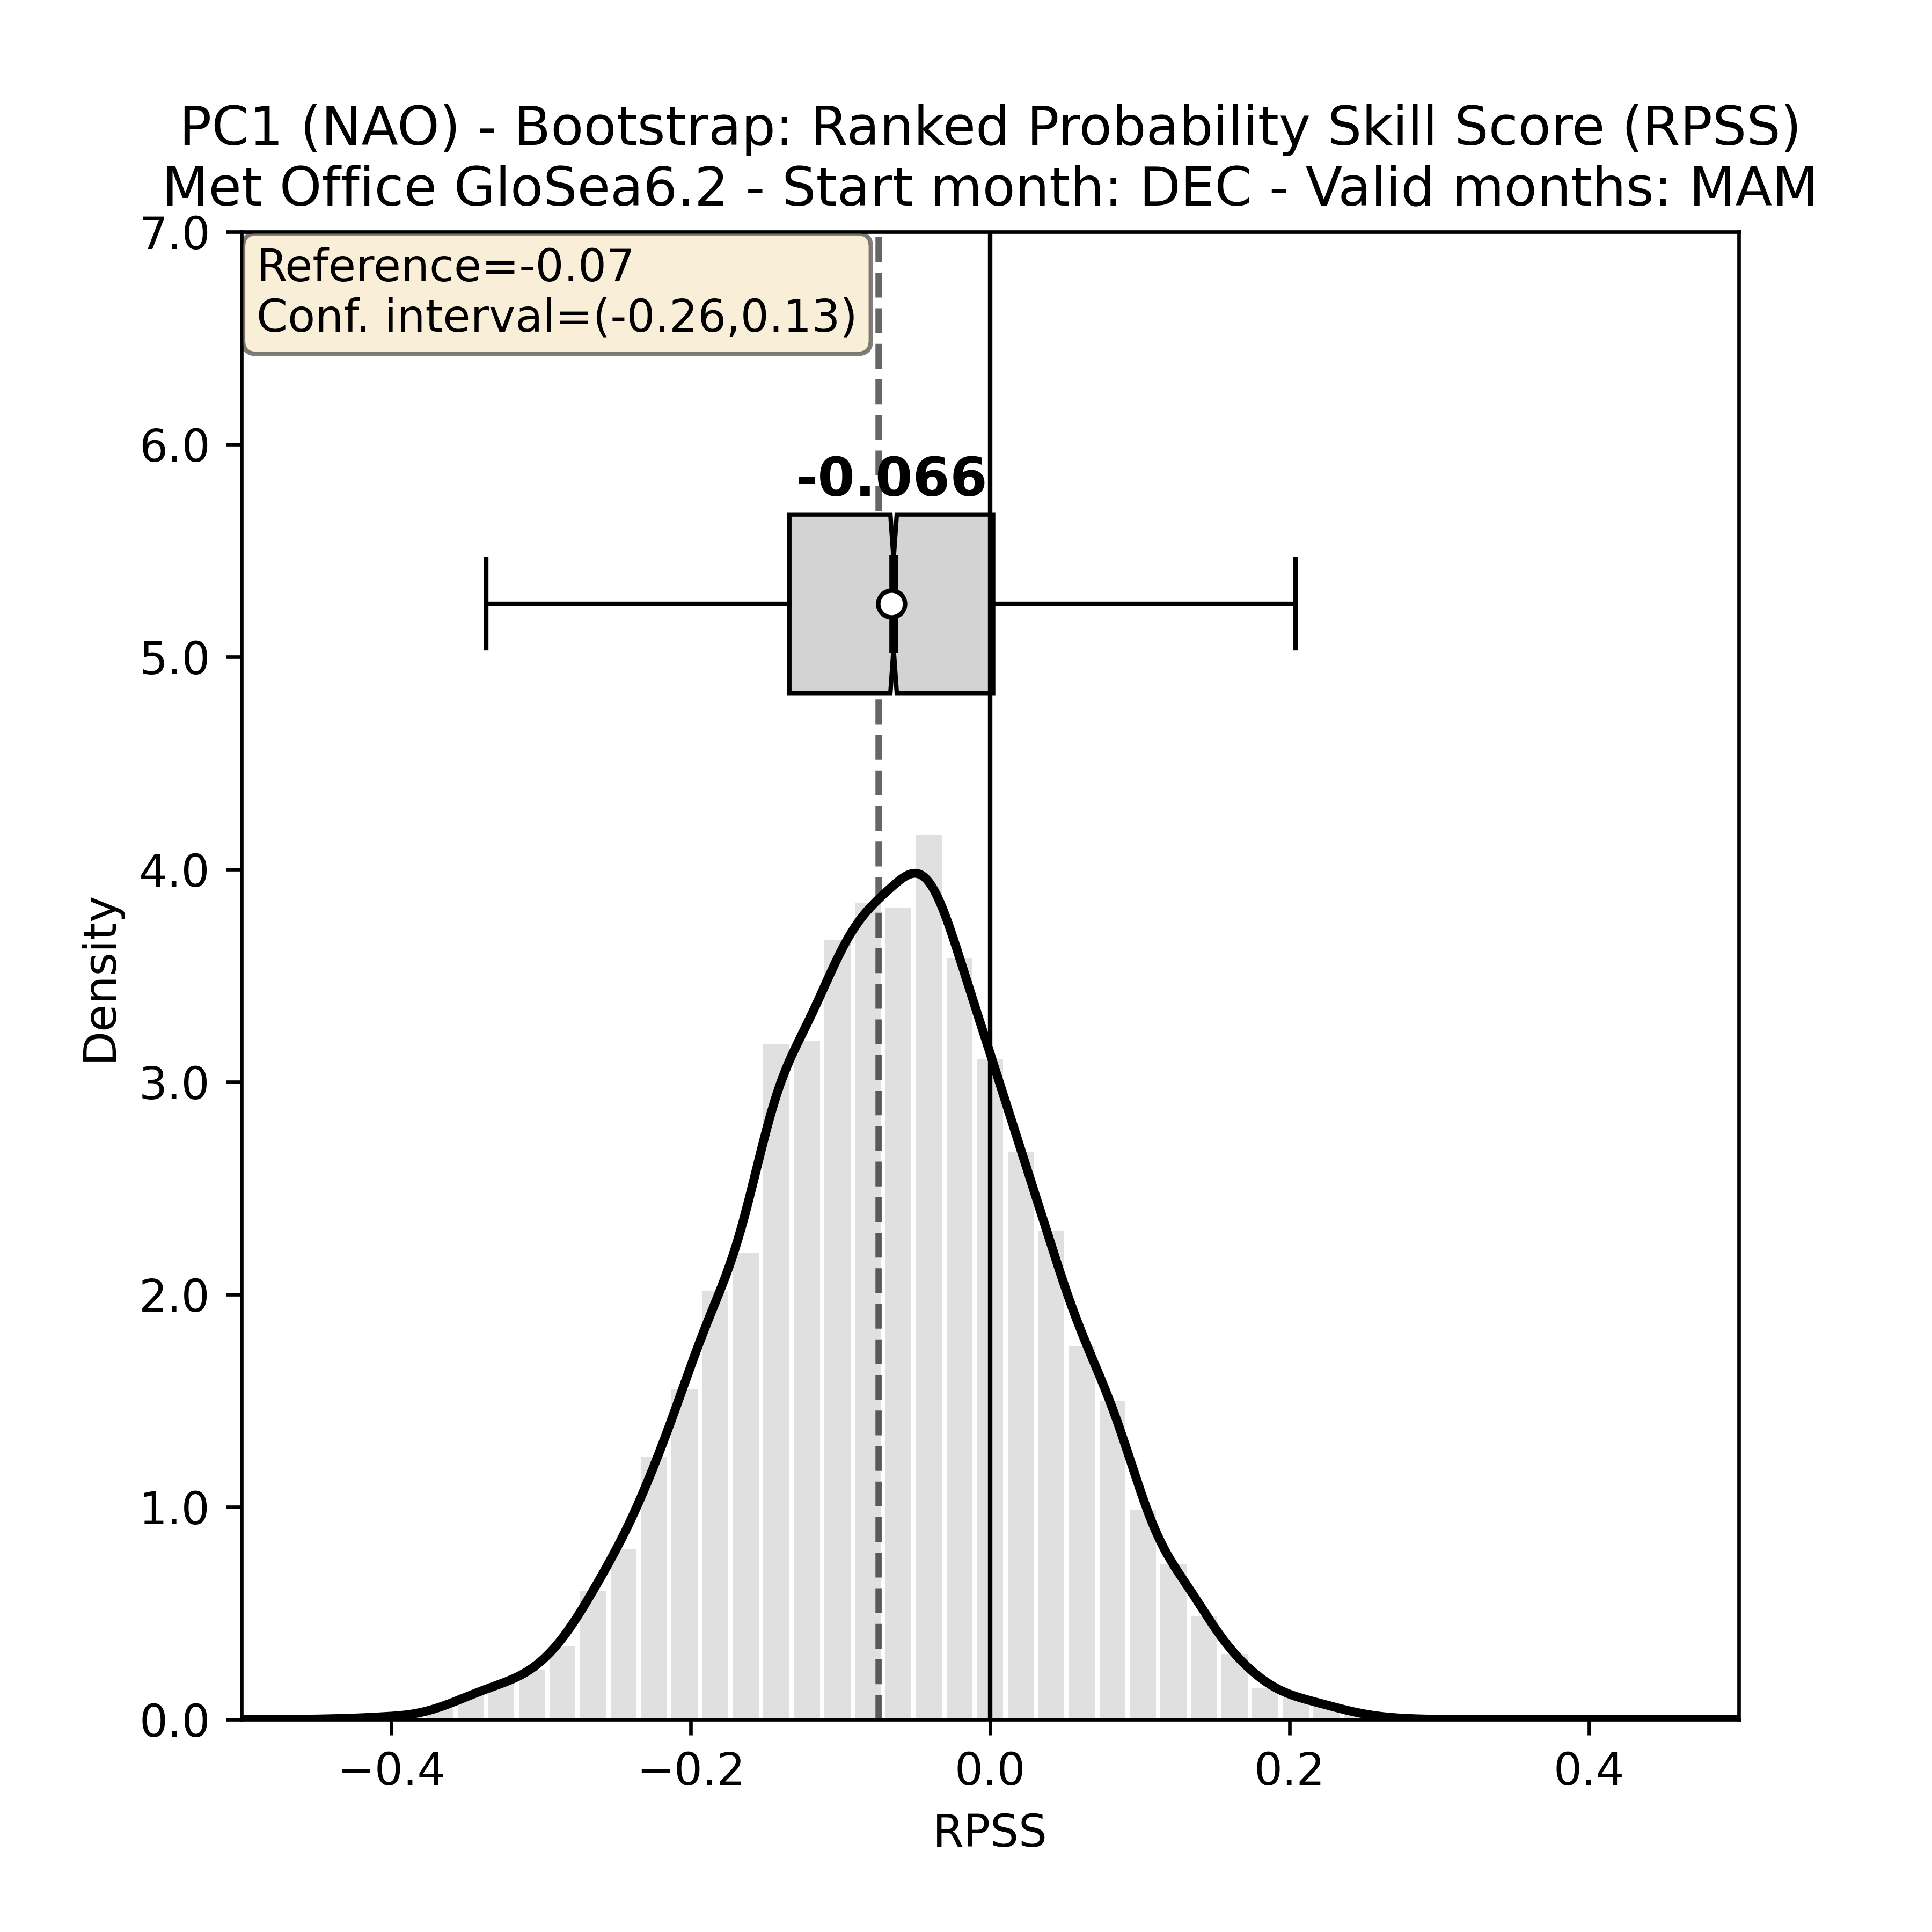 PC1 (NAO) - Bootstrap: Ranked Probability Skill Score (RPSS)
Met Office GloSea6.2 - Start month: DEC - Valid months: MAM
7.0
Reference=-0.07
Conf. interval=(-0.26,0.13)
6.0
-0.066
5.0
4.0
Density
3.0
2.0
1.0
0.0
−0.4 −0.2 0.0 0.2 0.4
RPSS